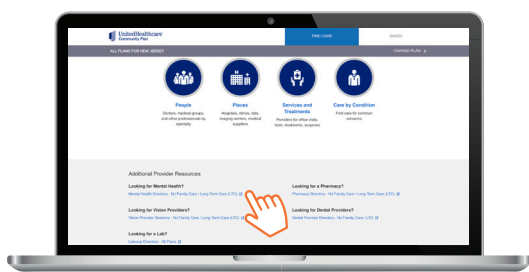 UnitedHealthcare
Community Plan
FIND CARE
SAVED
ALL PLANS FOR NEW JERSEY
CHANGE PLAN
People
Doctors, medical groups,
and other professionals by
specialty
Places
Hospitals, clinics, labs,
imaging centers, medical
suppliers
Services and
Treatments
Providers for office visits,
tests, treatments, surgeries
Care by Condition
Find care for common
concerns
Additional Provider Resources
Looking for Mental Health?
Mental Health Directory - NJ Family Care / Long Term Care (LTC)
Looking for a Pharmacy?
Pharmacy Directory - NJ Family Care / Long Term Care (LTC)
Looking for Vision Providers?
Vision Provider Directory - NJ Family Care / Long Term Care (LTC)
Looking for Dental Providers?
Dental Provider Directory - NJ Family Care / LTC
Looking for a Lab?
Labcorp Directory - All Plans